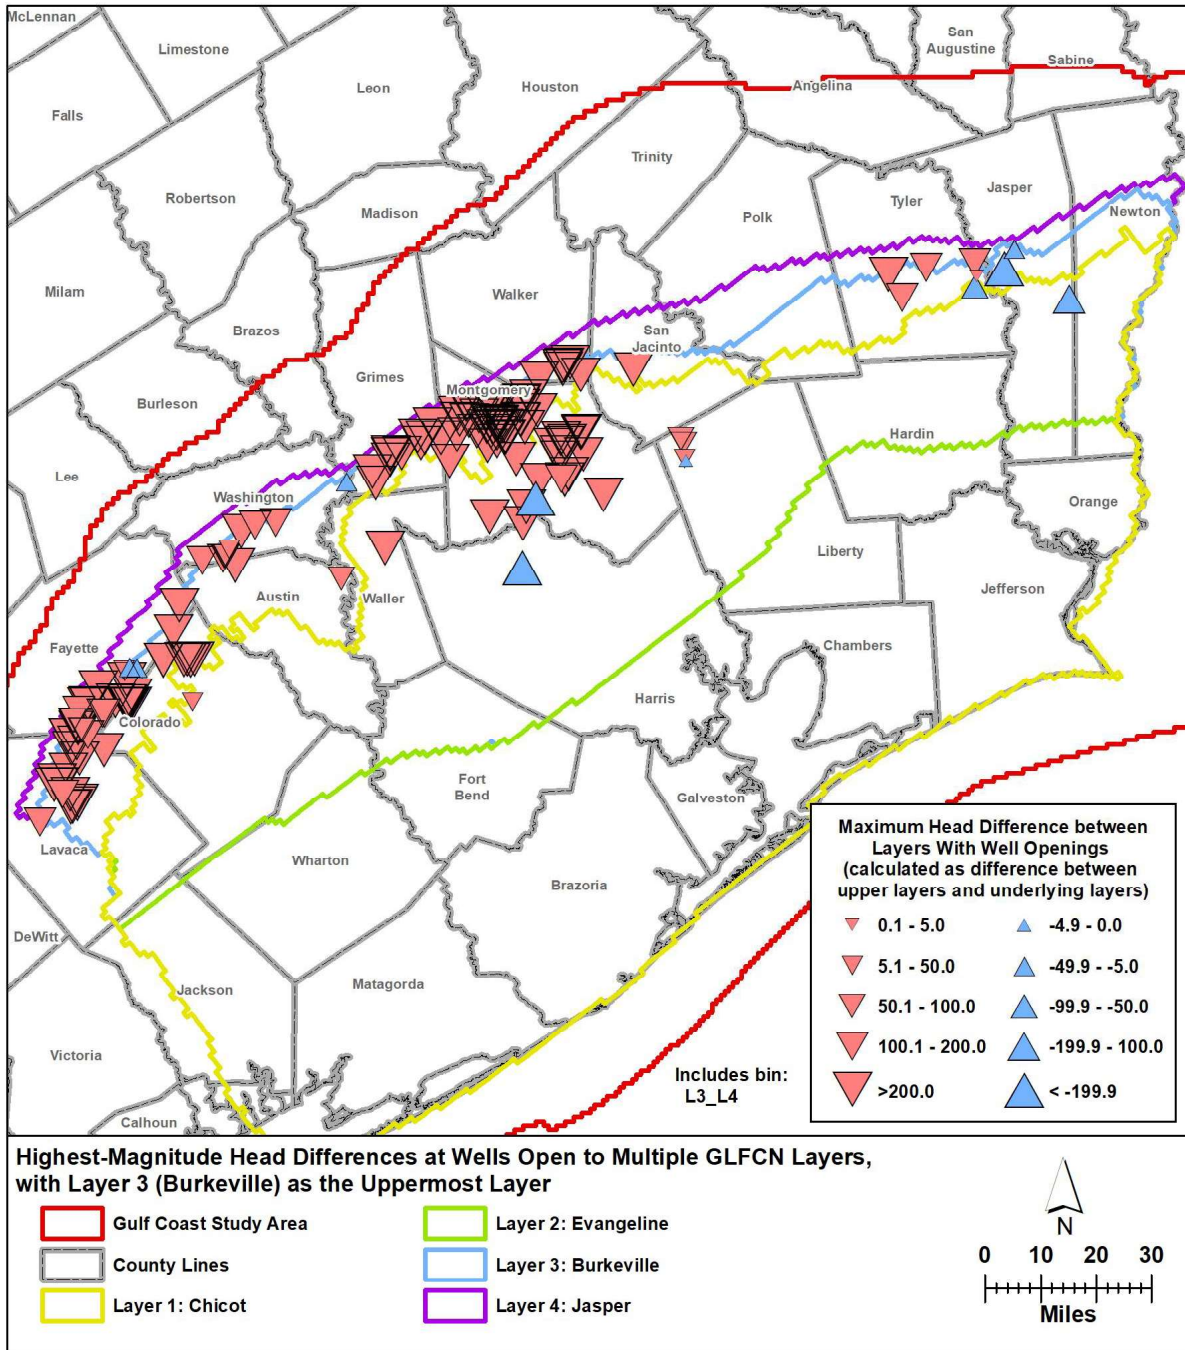 McLennan
Limestone
Leon
Houston
San
Augustine
Sabine
Angelina
Falls
Trinity
Robertson
Madison
Polk
Tyler
Jasper
Newton
Milam
Walker
Brazos
San
Jacinto
Grimes
Burleson
Montgomery
Hardin
Lee
Washington
Orange
Liberty
Austin
Waller
Jefferson
Fayette
Chambers
Harris
Colorado
Fort
Bend
Galveston
Lavaca
Wharton
Brazoria
DeWitt
Jackson
Matagorda
Victoria
Calhoun
Includes bin:
L3_L4
Maximum Head Difference between
Layers With Well Openings
(calculated as difference between
upper layers and underlying layers)
0.1 - 5.0
-4.9 - 0.0
5.1 - 50.0
-49.9 - -5.0
50.1 - 100.0
-99.9 - -50.0
100.1 - 200.0
-199.9 - 100.0
>200.0
< -199.9
Highest-Magnitude Head Differences at Wells Open to Multiple GLFCN Layers,
with Layer 3 (Burkeville) as the Uppermost Layer
Gulf Coast Study Area
Layer 2: Evangeline
County Lines
Layer 3: Burkeville
Layer 1: Chicot
Layer 4: Jasper
N
0 10 20 30
Miles